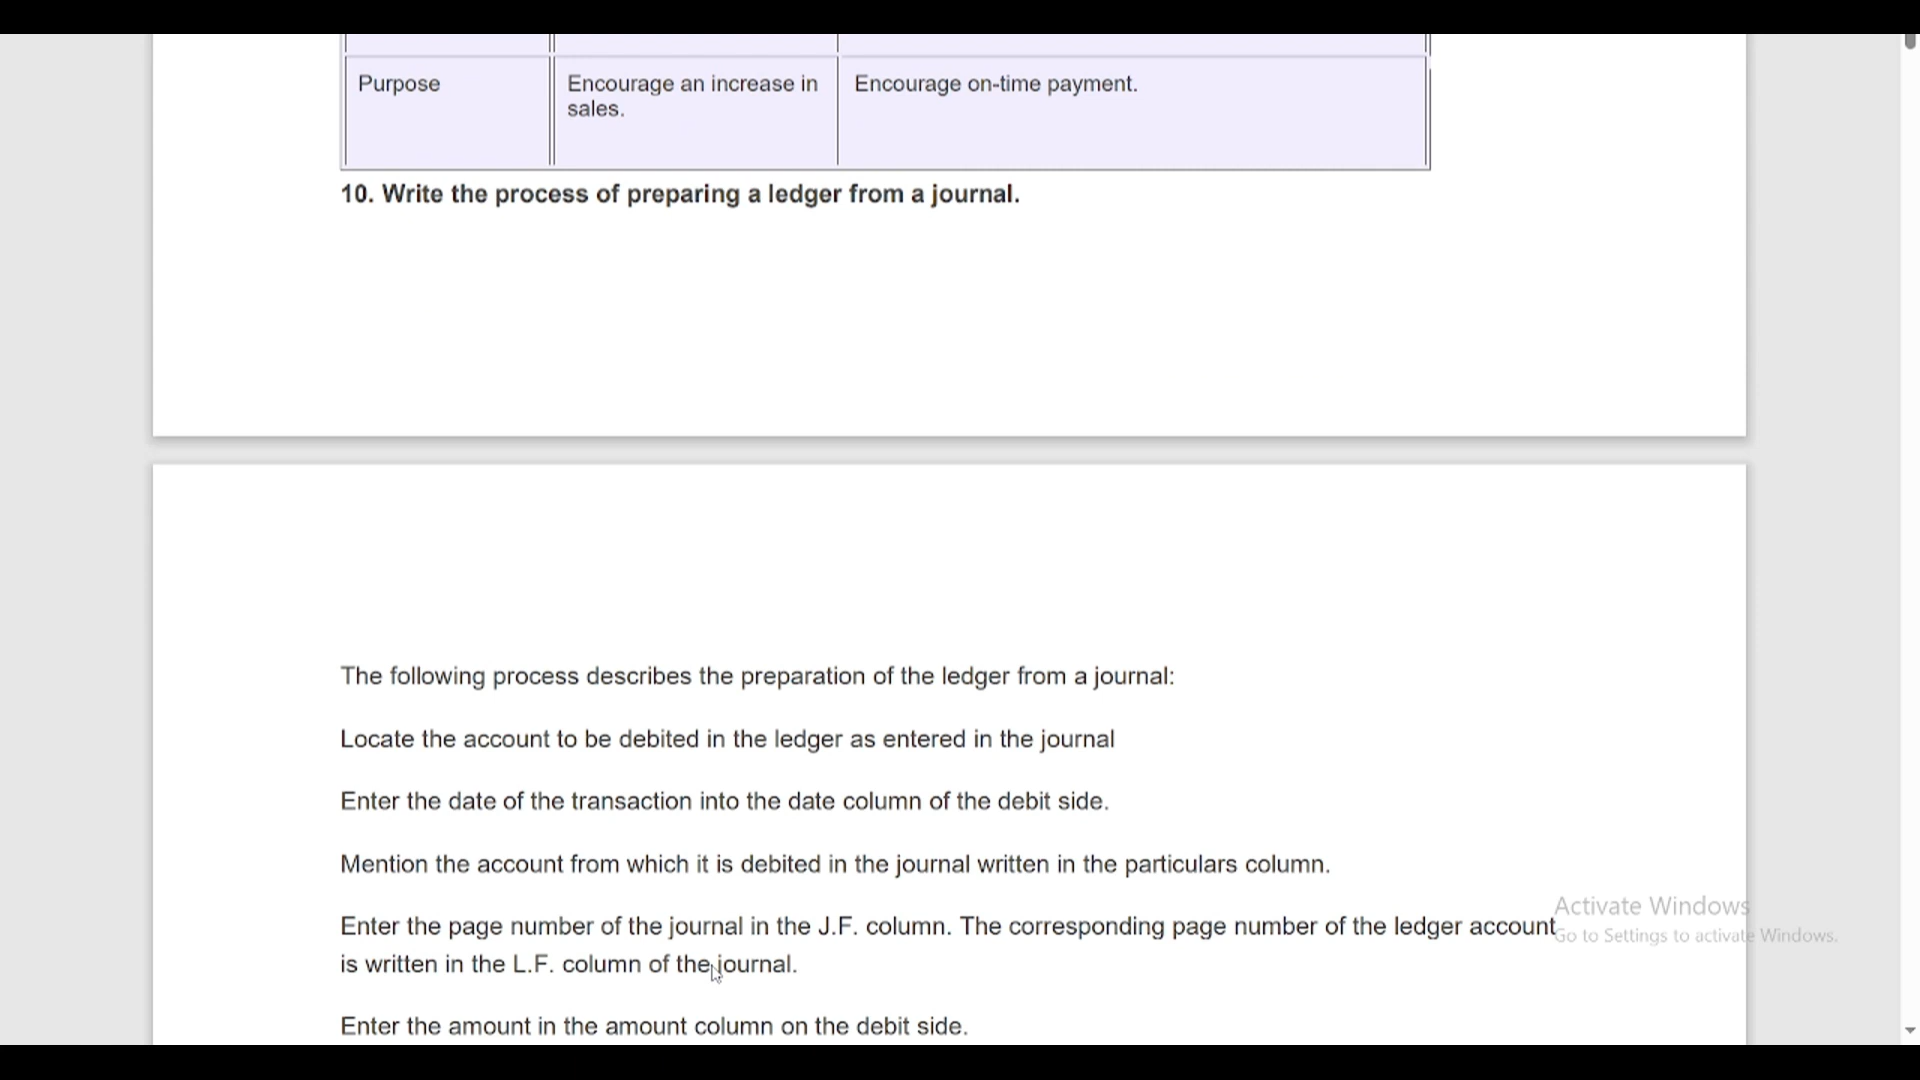 Purpose
Encourage an increase in
sales.
Encourage on-time payment.
10. Write the process of preparing a ledger from a journal.
The following process describes the preparation of the ledger from a journal:
Locate the account to be debited in the ledger as entered in the journal
Enter the date of the transaction into the date column of the debit side.
Mention the account from which it is debited in the journal written in the particulars column.
Enter the page number of the journal in the J.F. column. The corresponding page number of the ledger account
is written in the L.F. column of the journal.
Enter the amount in the amount column on the debit side.
Activate Windows
Go to Settings to activate Windows.